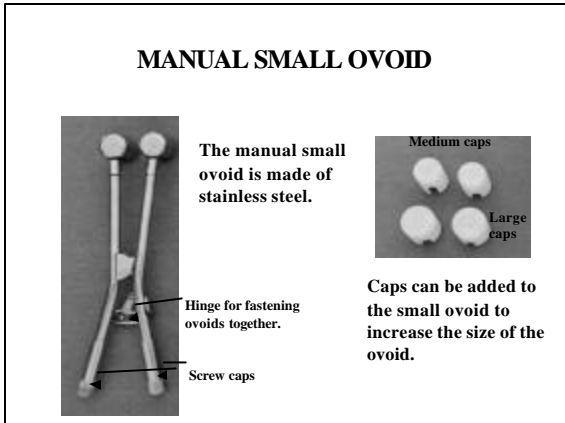 MANUAL SMALL OVOID
The manual small
ovoid is made of
stainless steel.
Hinge for fastening
ovoids together.
Screw caps
Medium caps
Large
caps
Caps can be added to
the small ovoid to
increase the size of the
ovoid.